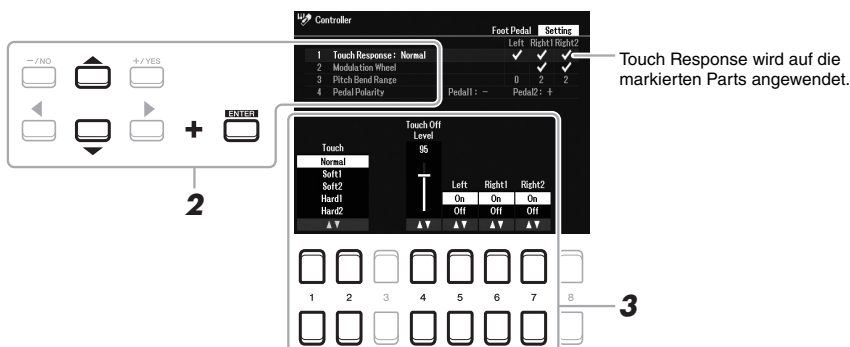 Controller
Foot Pedal Setting
Left Right1 Right2
1 Touch Response: Normal
2 Modulation Wheel
3 Pitch Bend Range 0 2 2
4 Pedal Polarity Pedal1: − Pedal2: +
Touch Response wird auf die
markierten Parts angewendet.
−/NO
+/YES
ENTER
+
2
Touch Off
Level
Touch 95
Normal
Soft1
Soft2 Left Right1 Right2
Hard1 On On On
Hard2 Off Off Off
1 2 3 4 5 6 7 8
3